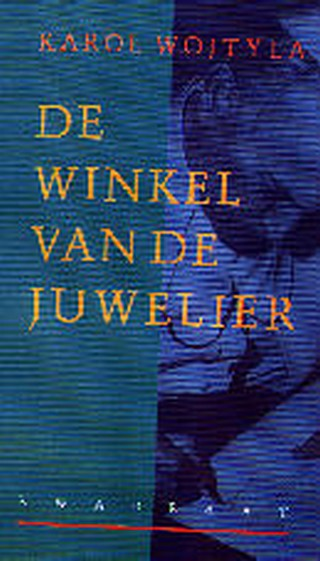 KAROL WOJTYLA
DE
WINKEL
VAN DE
JUWELIER